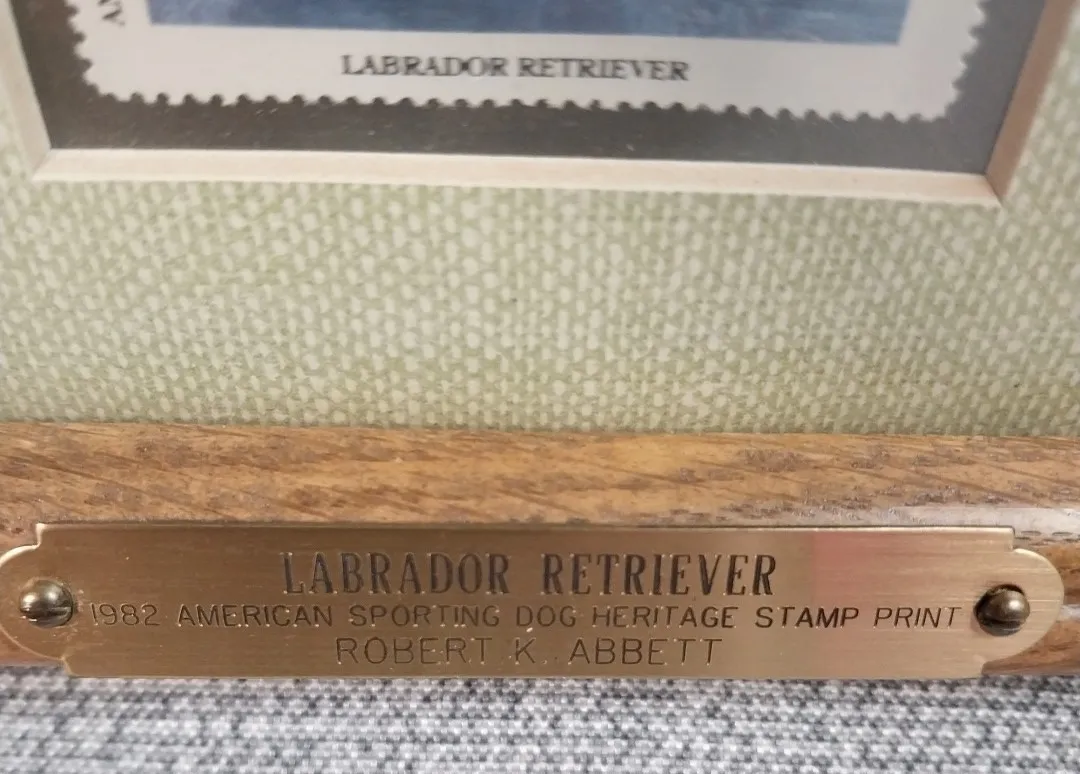 LABRADOR RETRIEVER
LABRADOR RETRIEVER
1982 AMERICAN SPORTING DOG HERITAGE STAMP PRINT
ROBERT K. ABBETT